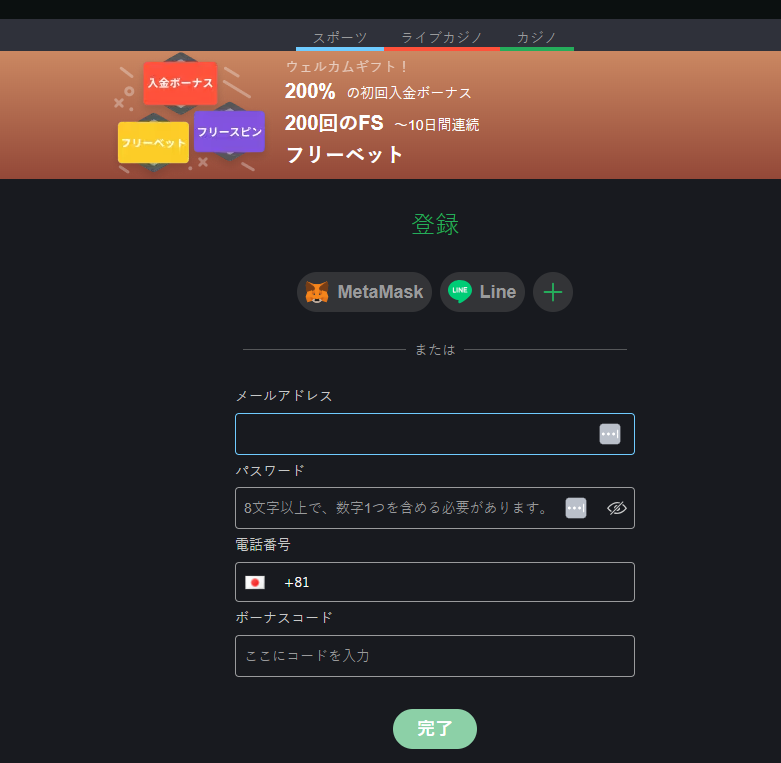 スポーツ ライブカジノ カジノ
ウェルカムギフト！
入金ボーナス
200% の初回入金ボーナス
フリーベット フリースピン
200回のFS ～10日間連続
フリーベット
登録
MetaMask LINE Line
または
メールアドレス
パスワード
8文字以上で、数字1つを含める必要があります。
電話番号
+81
ボーナスコード
ここにコードを入力
完了